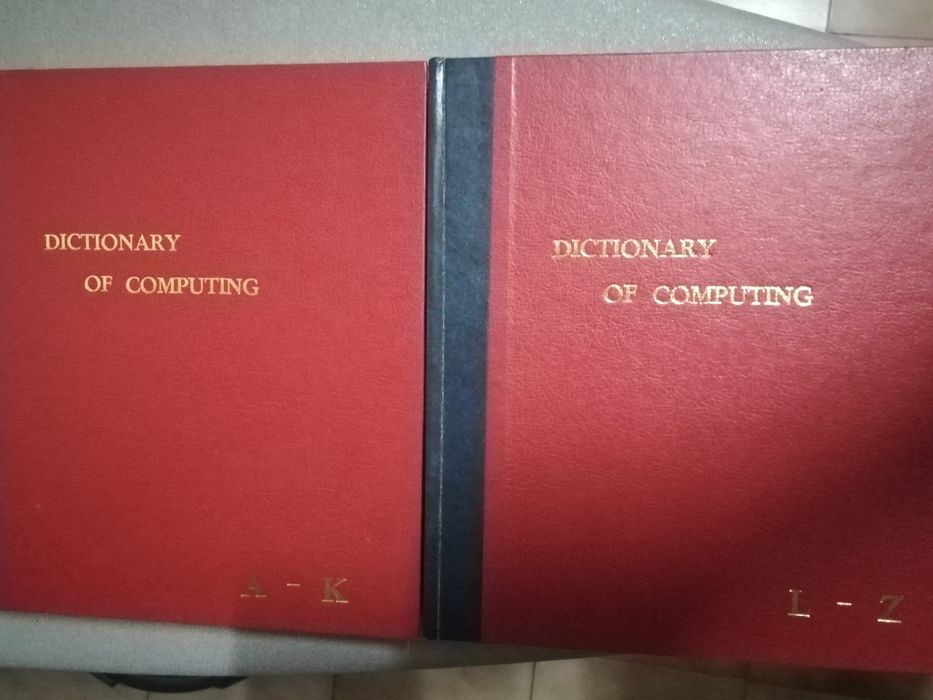 DICTIONARY
OF COMPUTING
A - K
DICTIONARY
OF COMPUTING
L - Z